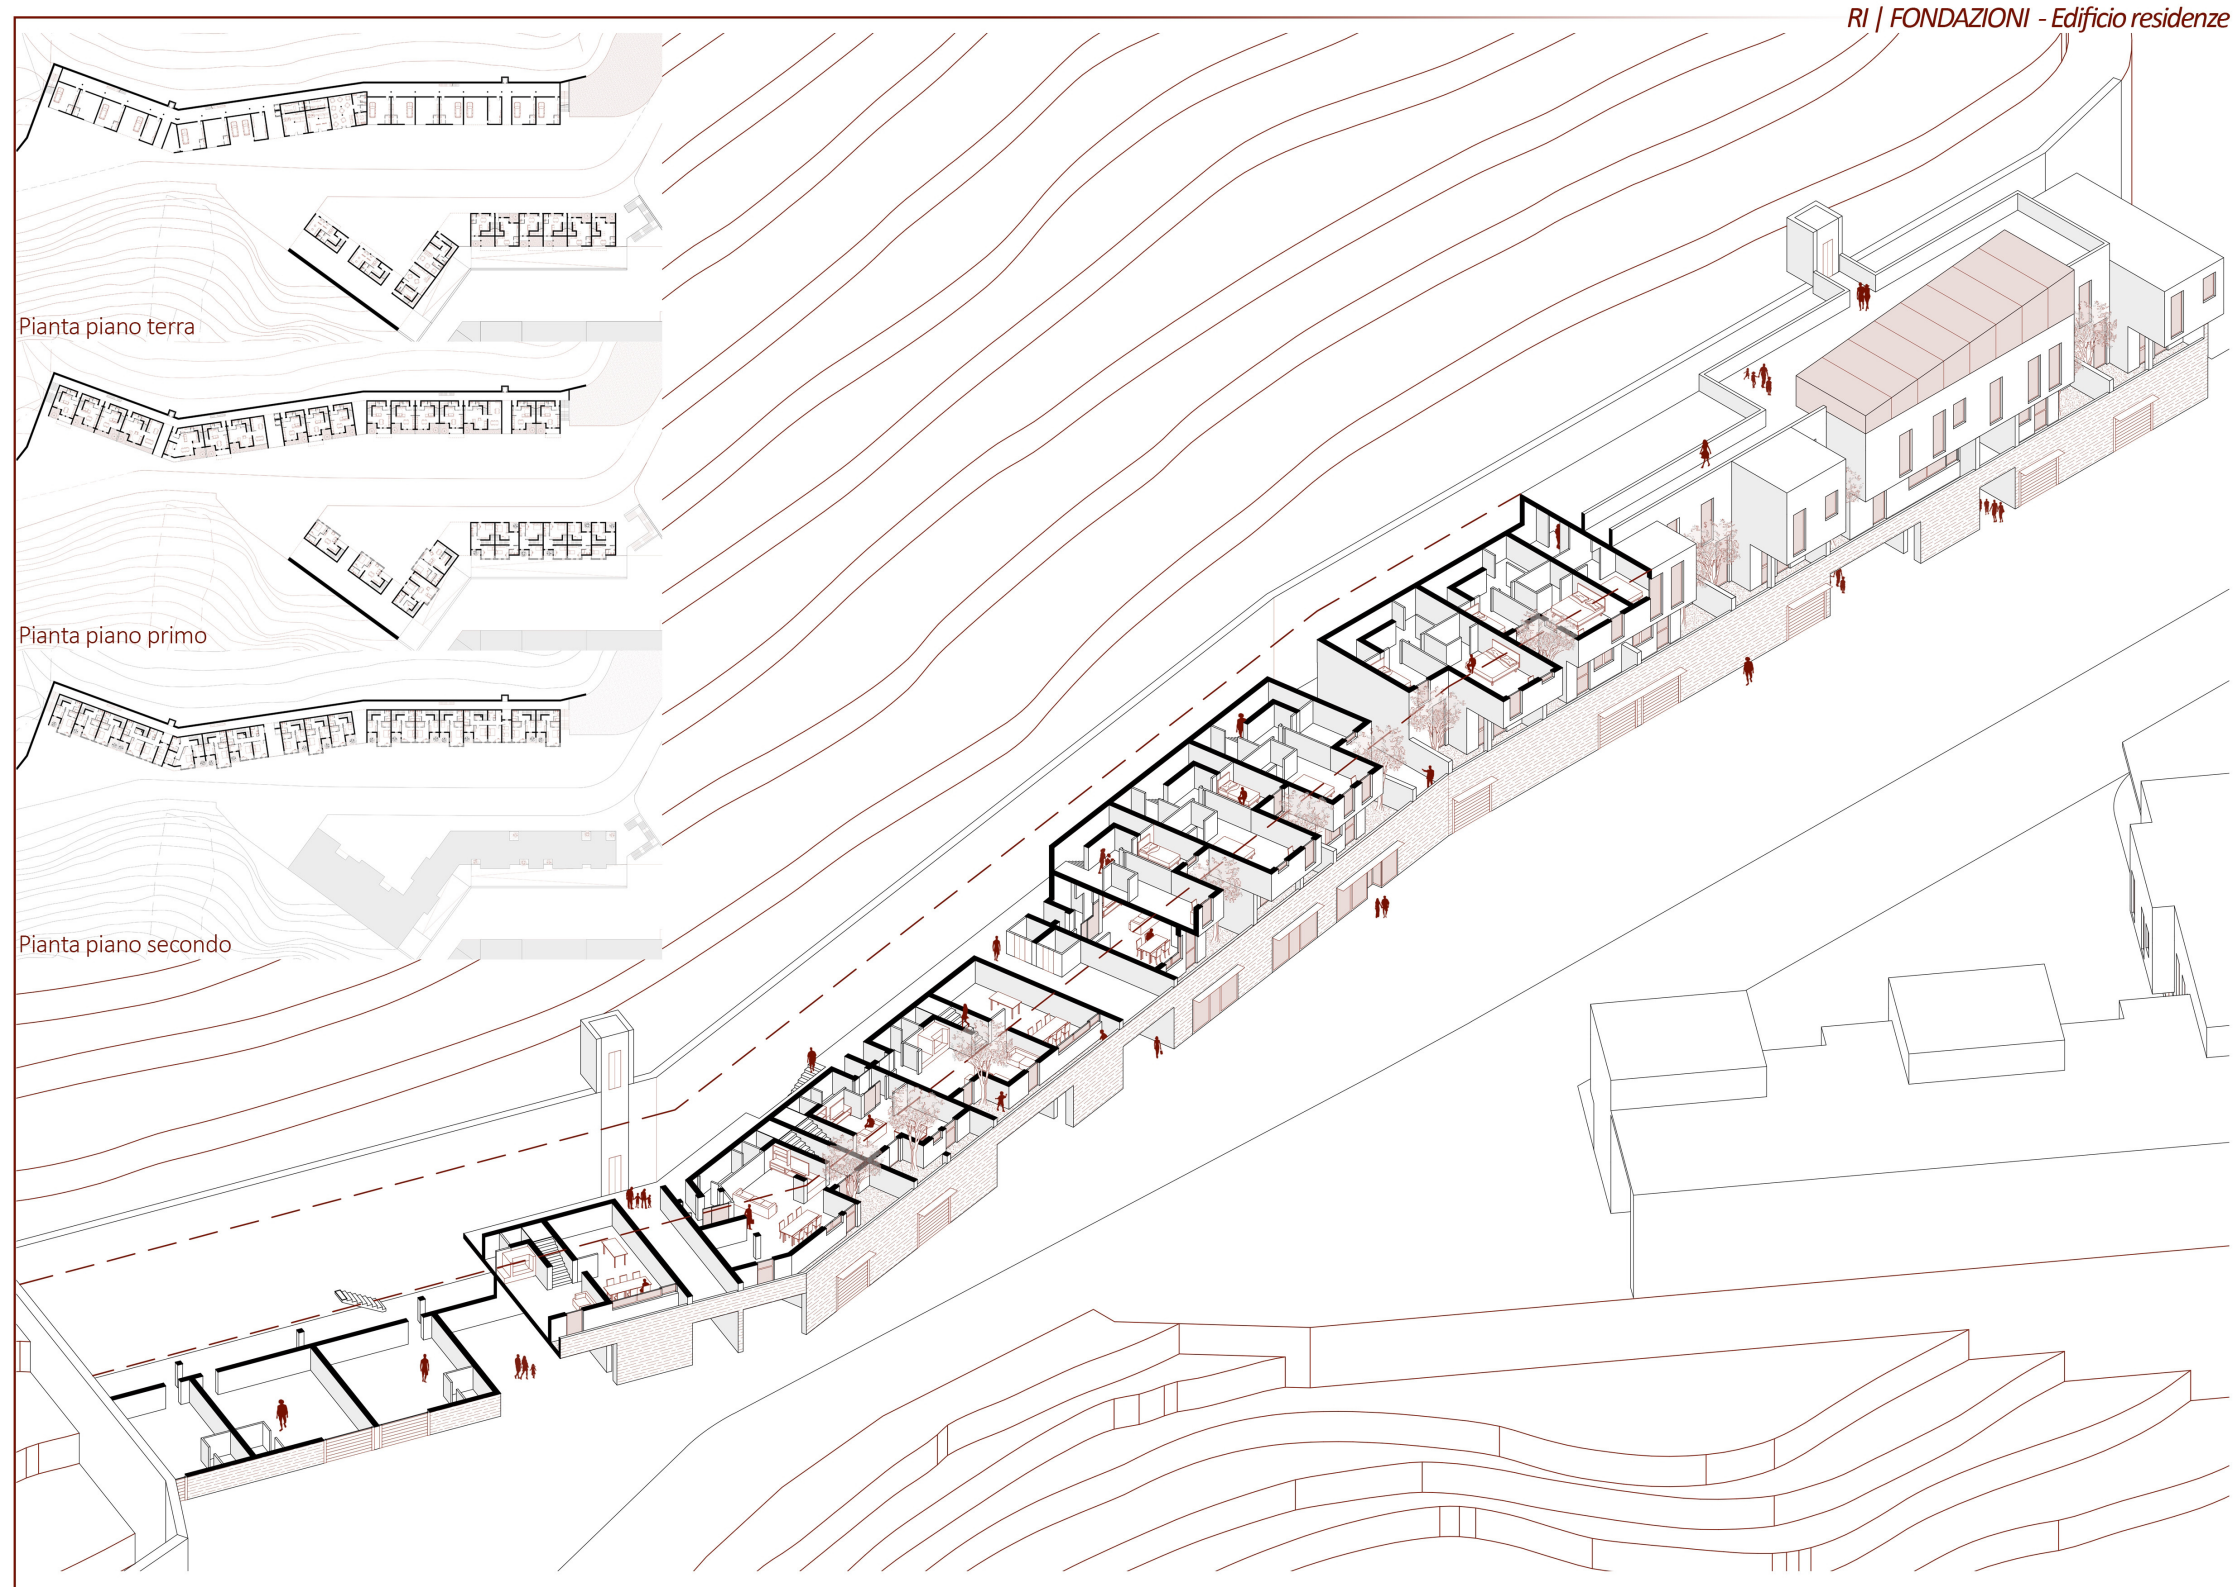 RI | FONDAZIONI - Edificio residenze
Pianta piano terra
Pianta piano primo
Pianta piano secondo